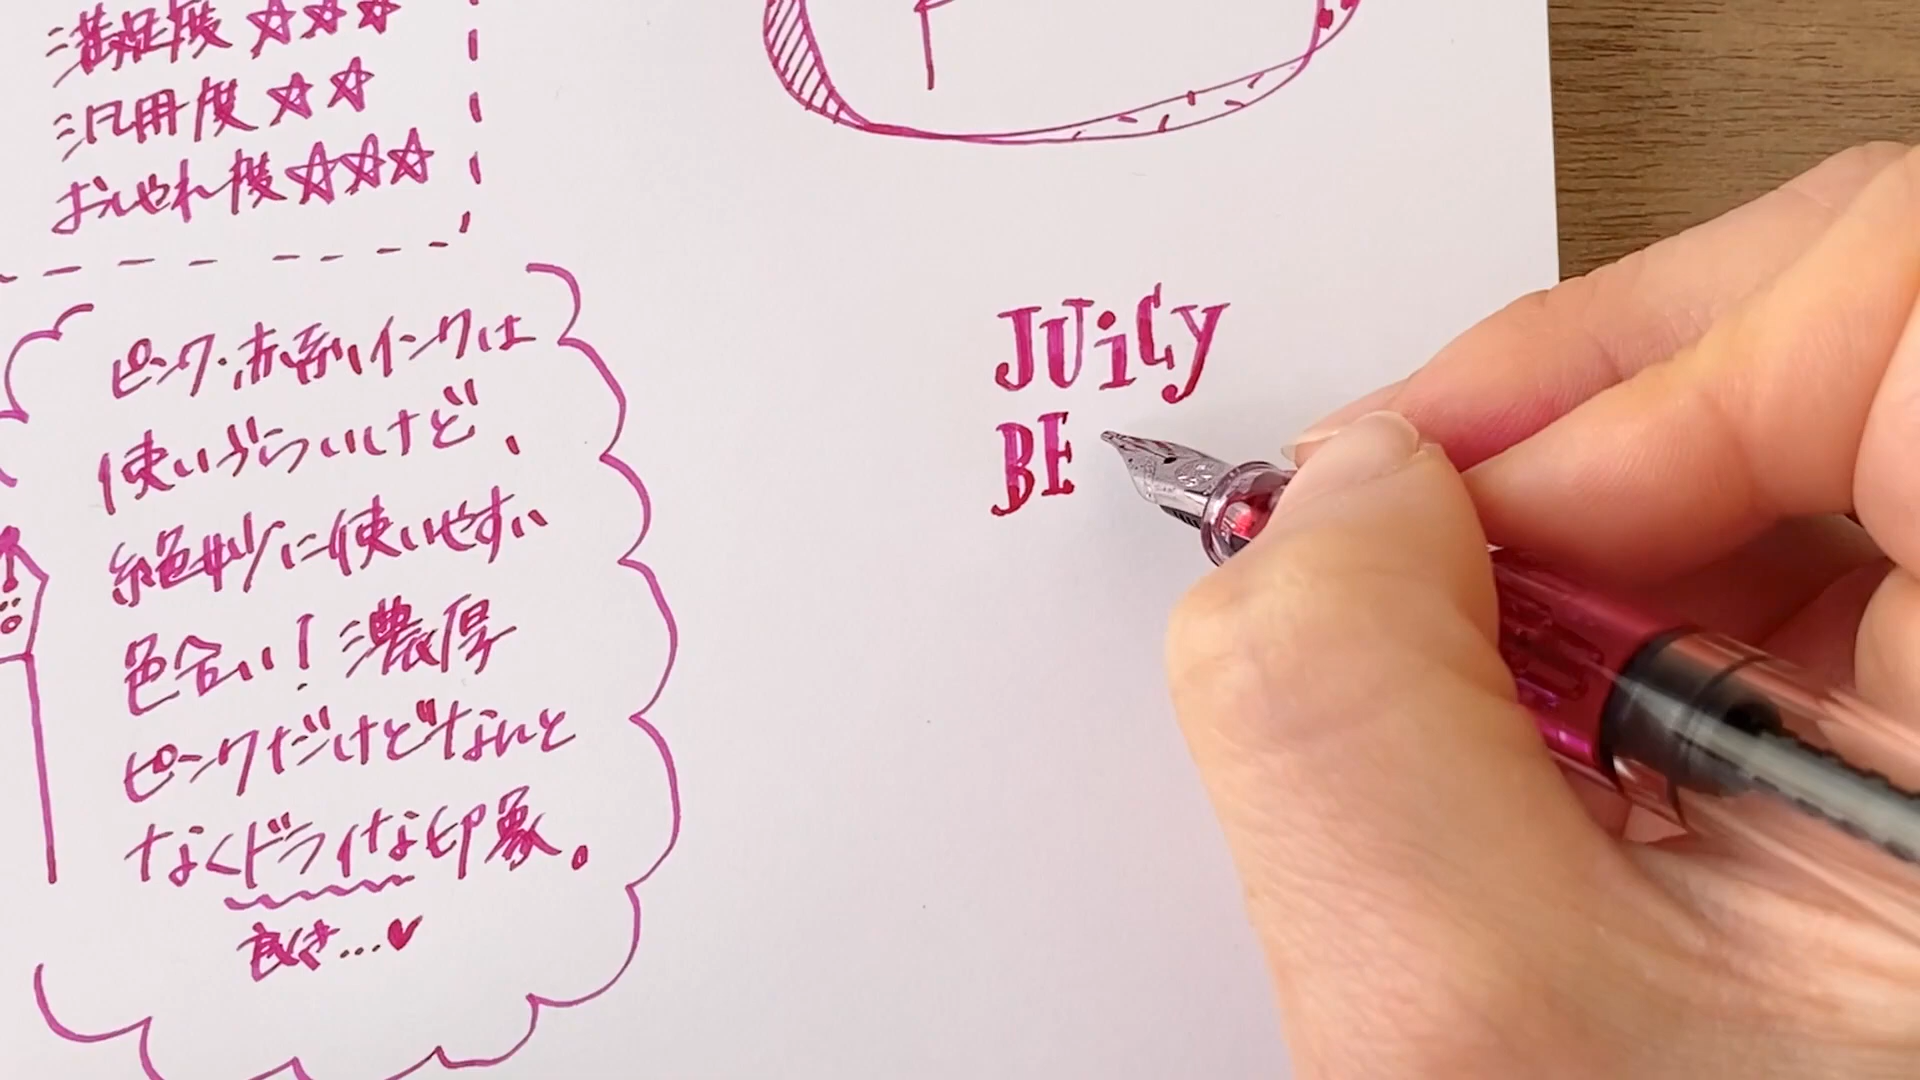 満足度 ☆☆☆
汎用度 ☆☆
おしゃれ度 ☆☆☆
ピンク・赤系インクは
使いづらいけど、
絶妙に使いやすい
色合い！濃厚
ピンクだけどなんと
なくドライな印象。
良き…♥
JUiCy
BE